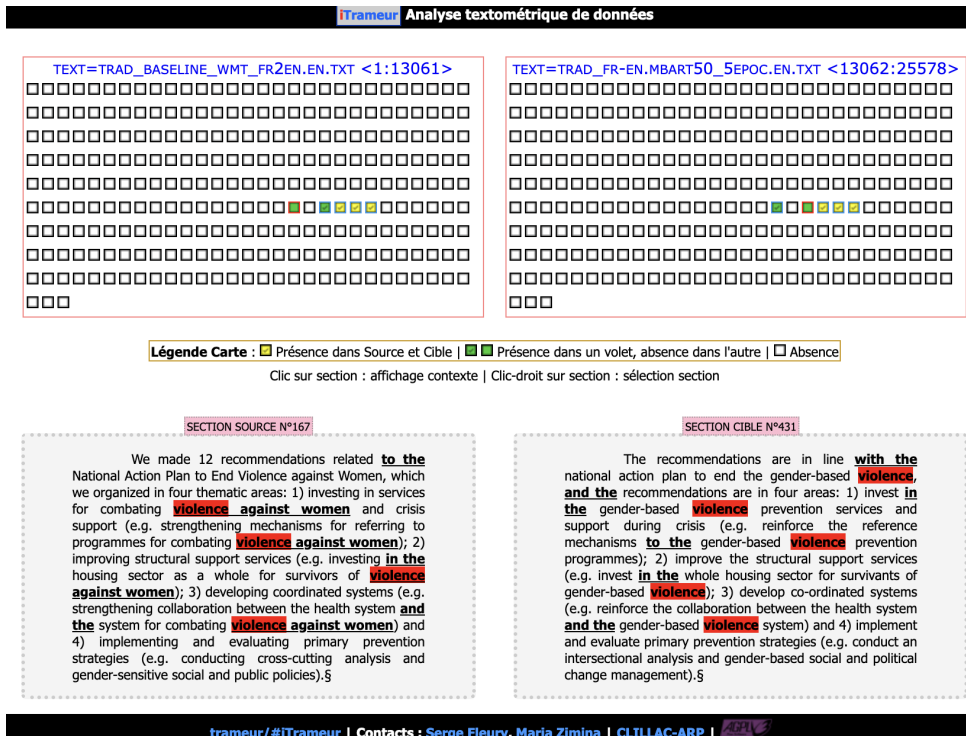 iTrameur Analyse textométrique de données
TEXT=TRAD_BASELINE_WMT_FR2EN.EN.TXT <1:13061>
TEXT=TRAD_FR-EN.MBART50_5EPOC.EN.TXT <13062:25578>
Légende Carte : Présence dans Source et Cible | Présence dans un volet, absence dans l'autre | Absence
Clic sur section : affichage contexte | Clic-droit sur section : sélection section
SECTION SOURCE N°167
We made 12 recommendations related to the
National Action Plan to End Violence against Women, which
we organized in four thematic areas: 1) investing in services
for combating violence against women and crisis
support (e.g. strengthening mechanisms for referring to
programmes for combating violence against women); 2)
improving structural support services (e.g. investing in the
housing sector as a whole for survivors of violence
against women); 3) developing coordinated systems (e.g.
strengthening collaboration between the health system and
the system for combating violence against women) and
4) implementing and evaluating primary prevention
strategies (e.g. conducting cross-cutting analysis and
gender-sensitive social and public policies).§
SECTION CIBLE N°431
The recommendations are in line with the
national action plan to end the gender-based violence,
and the recommendations are in four areas: 1) invest in
the gender-based violence prevention services and
support during crisis (e.g. reinforce the reference
mechanisms to the gender-based violence prevention
programmes); 2) improve the structural support services
(e.g. invest in the whole housing sector for survivants of
gender-based violence); 3) develop co-ordinated systems
(e.g. reinforce the collaboration between the health system
and the gender-based violence system) and 4) implement
and evaluate primary prevention strategies (e.g. conduct an
intersectional analysis and gender-based social and political
change management).§
trameur/#iTrameur | Contacts : Serge Fleury, Maria Zimina | CLILLAC-ARP |